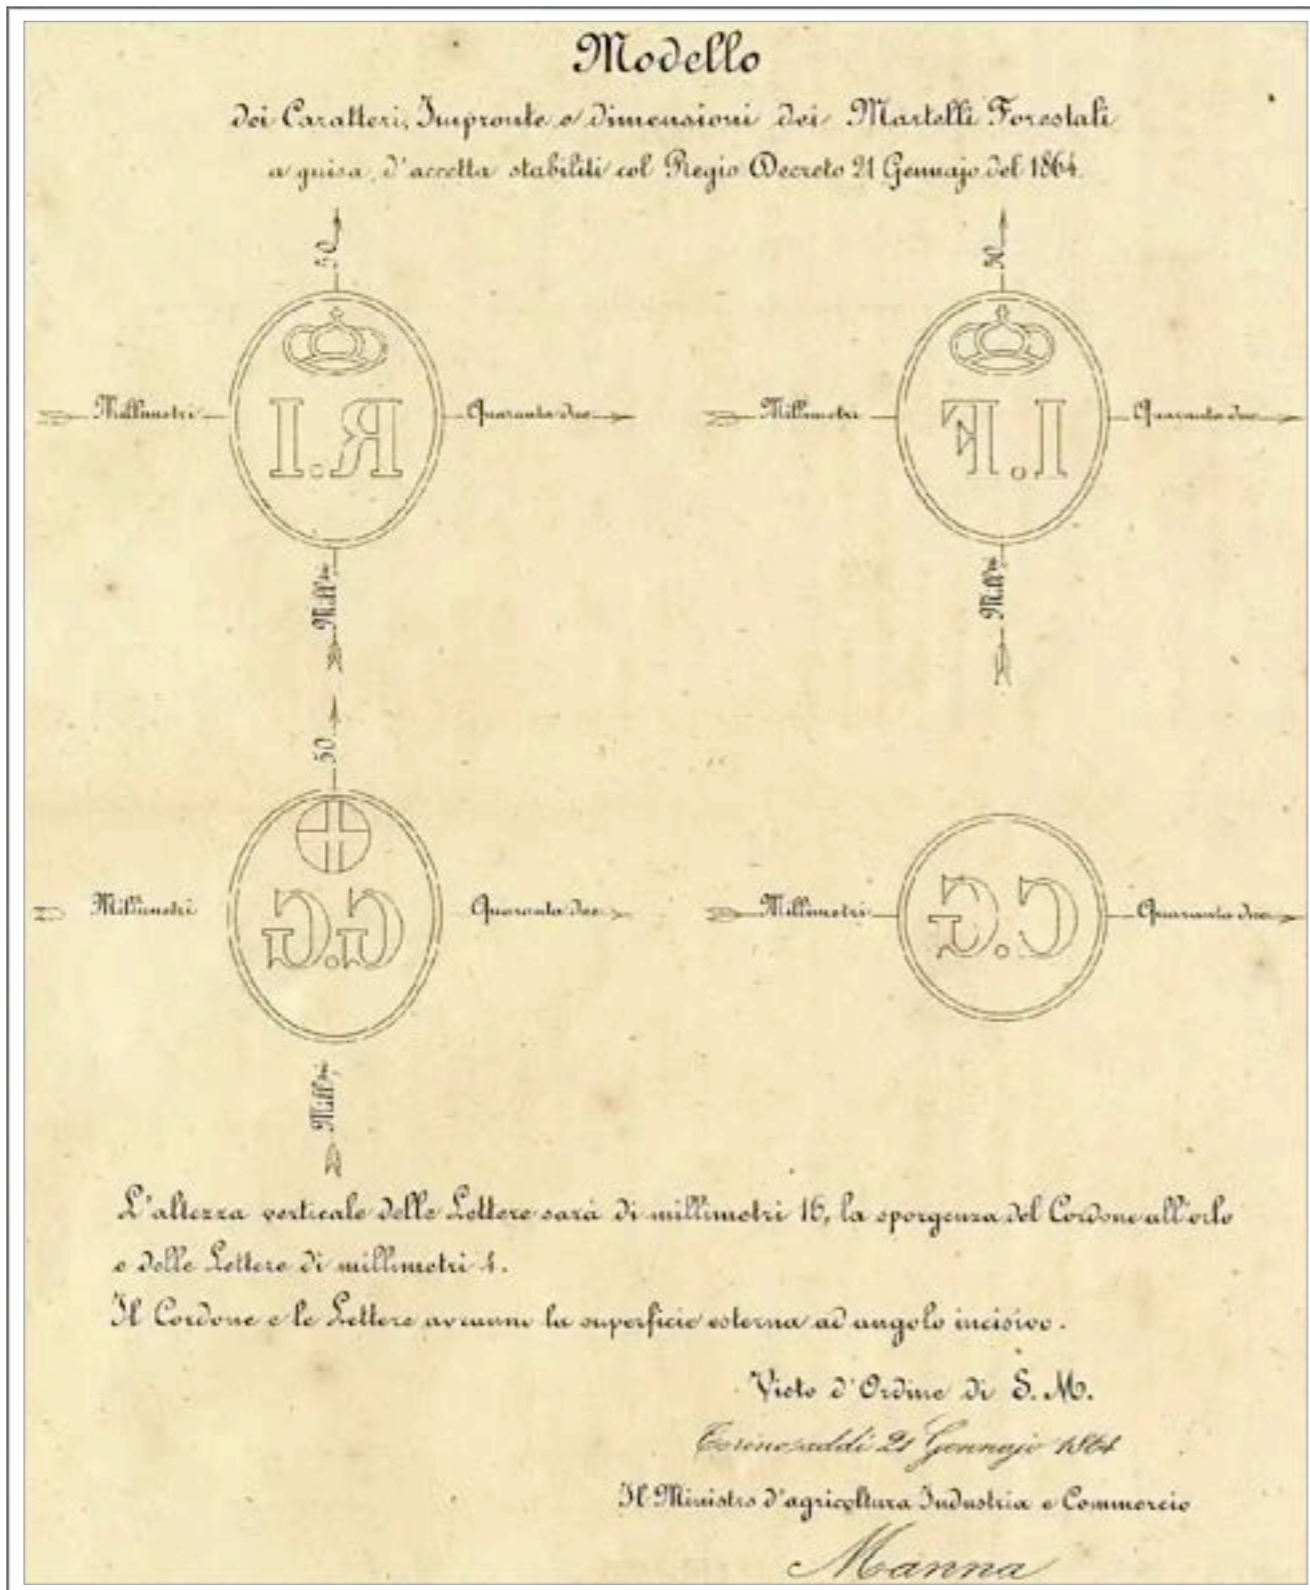 Modello
dei Caratteri, Impronte e dimensioni dei Martelli Forestali
a guisa d'accetta stabiliti col Regio Decreto 21 Gennajo del 1864.
50 50
Millimetri R.I Quaranta due Millimetri I.F Quaranta due
Mill.ri Mill.ri
50
Millimetri G.G Quaranta due Millimetri C.G Quaranta due
Mill.ri
L'altezza verticale delle Lettere sarà di millimetri 16, la sporgenza del Cordone all'orlo
e delle Lettere di millimetri 4.
Il Cordone e le Lettere avranno la superficie esterna ad angolo incisivo.
Visto d'Ordine di S. M.
Torino, addì 21 Gennajo 1864
Il Ministro d'agricoltura Industria e Commercio
Manna